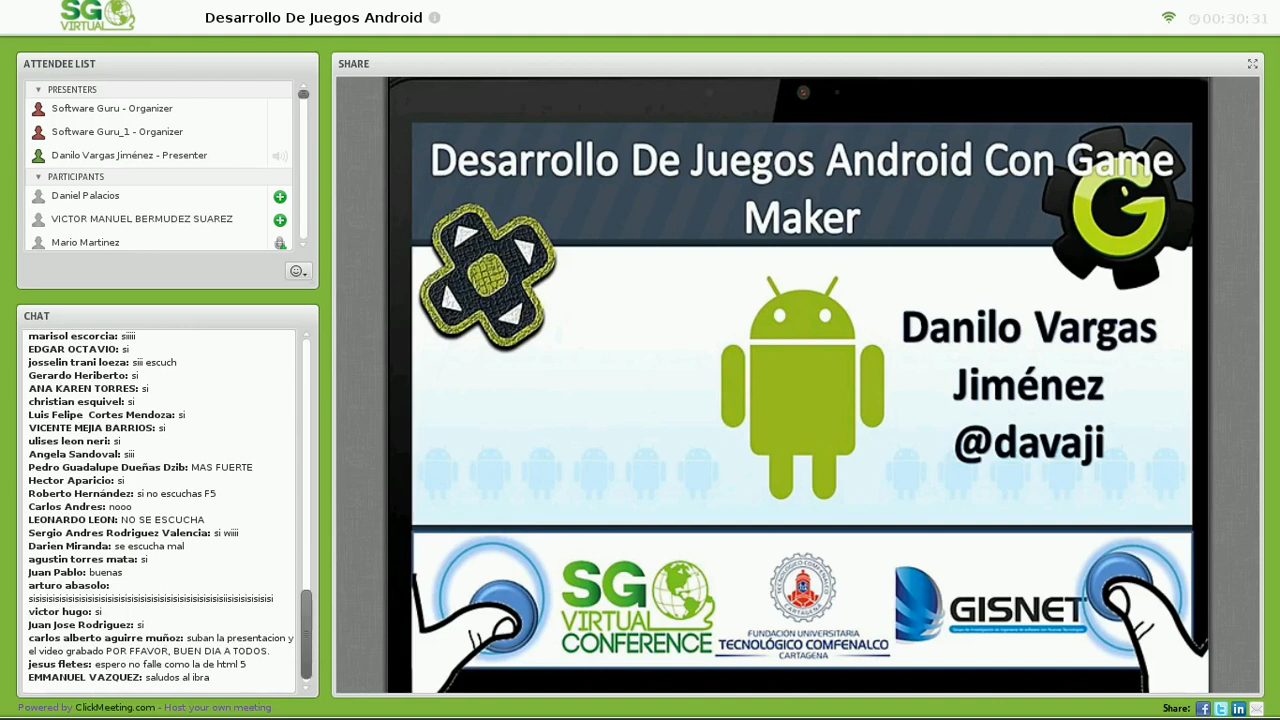 SG
VIRTUAL
Desarrollo De Juegos Android
00:30:31
ATTENDEE LIST
PRESENTERS
Software Guru - Organizer
Software Guru_1 - Organizer
Danilo Vargas Jiménez - Presenter
PARTICIPANTS
Daniel Palacios
VICTOR MANUEL BERMUDEZ SUAREZ
Mario Martinez
CHAT
marisol escorcia: siiiii
EDGAR OCTAVIO: si
josselin trani loeza: siii escuch
Gerardo Heriberto: si
ANA KAREN TORRES: si
christian esquivel: si
Luis Felipe Cortes Mendoza: si
VICENTE MEJIA BARRIOS: si
ulises leon neri: si
Angela Sandoval: siii
Pedro Guadalupe Dueñas Dzib: MAS FUERTE
Hector Aparicio: si
Roberto Hernández: si no escuchas F5
Carlos Andres: nooo
LEONARDO LEON: NO SE ESCUCHA
Sergio Andres Rodriguez Valencia: si wiiii
Darien Miranda: se escucha mal
agustin torres mata: si
Juan Pablo: buenas
arturo abasolo:
sisisisisisisisisisisisisisisisisisisisisisisisisisisisisiisisisisisisi
victor hugo: si
Juan Jose Rodriguez: si
carlos alberto aguirre muñoz: suban la presentacion y
el video grabado POR FFAVOR, BUEN DIA A TODOS.
jesus fletes: espero no falle como la de html 5
EMMANUEL VAZQUEZ: saludos al ibra
SHARE
Desarrollo De Juegos Android Con Game
Maker
Danilo Vargas
Jiménez
@davaji
SG
VIRTUAL
CONFERENCE
TECNOLÓGICO COMFENALCO
CARTAGENA
FUNDACIÓN UNIVERSITARIA
TECNOLÓGICO COMFENALCO
CARTAGENA
GISNET
Powered by ClickMeeting.com - Host your own meeting
Share: